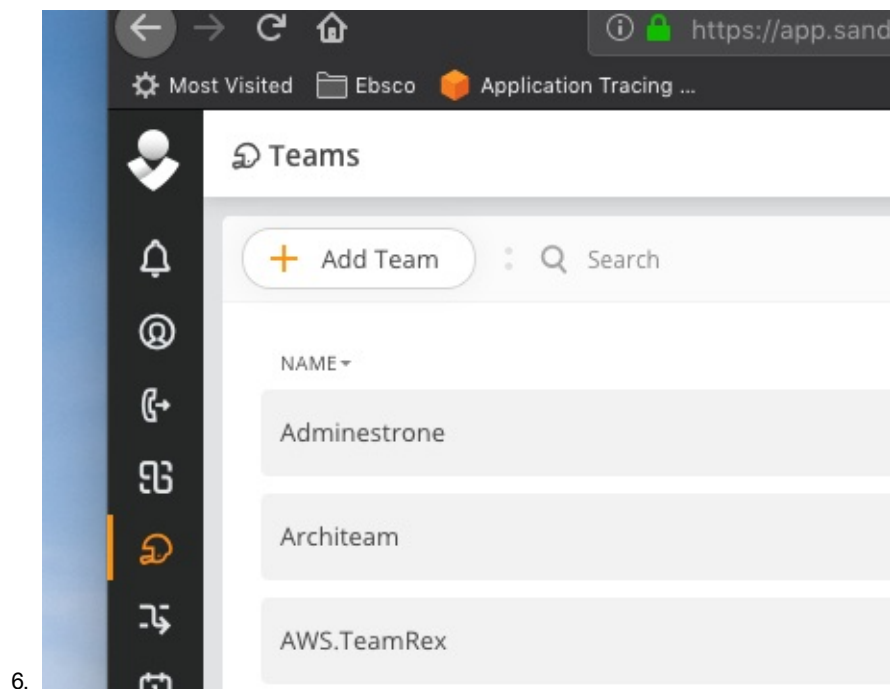 https://app.sand
Most Visited Ebsco Application Tracing ...
Teams
Add Team Search
NAME
Adminestrone
Architeam
AWS.TeamRex
6.